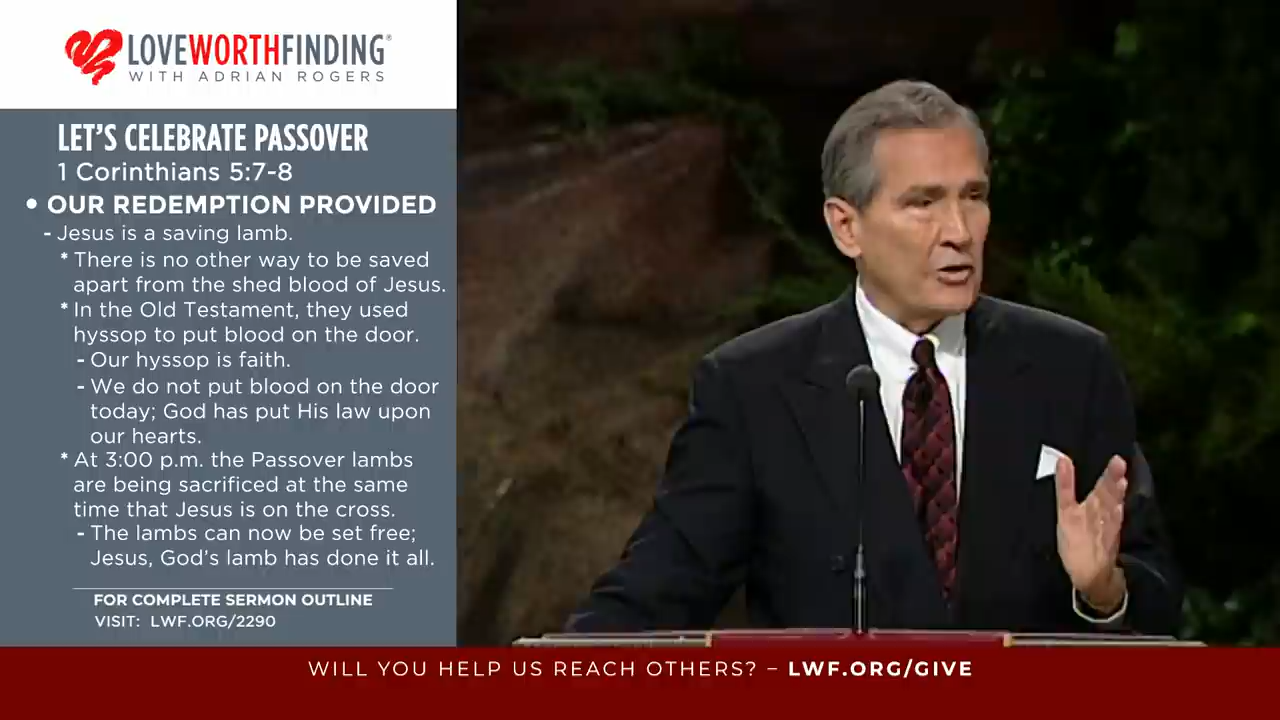 LOVEWORTHFINDING®
WITH ADRIAN ROGERS
LET'S CELEBRATE PASSOVER
1 Corinthians 5:7-8
• OUR REDEMPTION PROVIDED
- Jesus is a saving lamb.
* There is no other way to be saved
apart from the shed blood of Jesus.
* In the Old Testament, they used
hyssop to put blood on the door.
- Our hyssop is faith.
- We do not put blood on the door
today; God has put His law upon
our hearts.
* At 3:00 p.m. the Passover lambs
are being sacrificed at the same
time that Jesus is on the cross.
- The lambs can now be set free;
Jesus, God's lamb has done it all.
FOR COMPLETE SERMON OUTLINE
VISIT: LWF.ORG/2290
WILL YOU HELP US REACH OTHERS? – LWF.ORG/GIVE